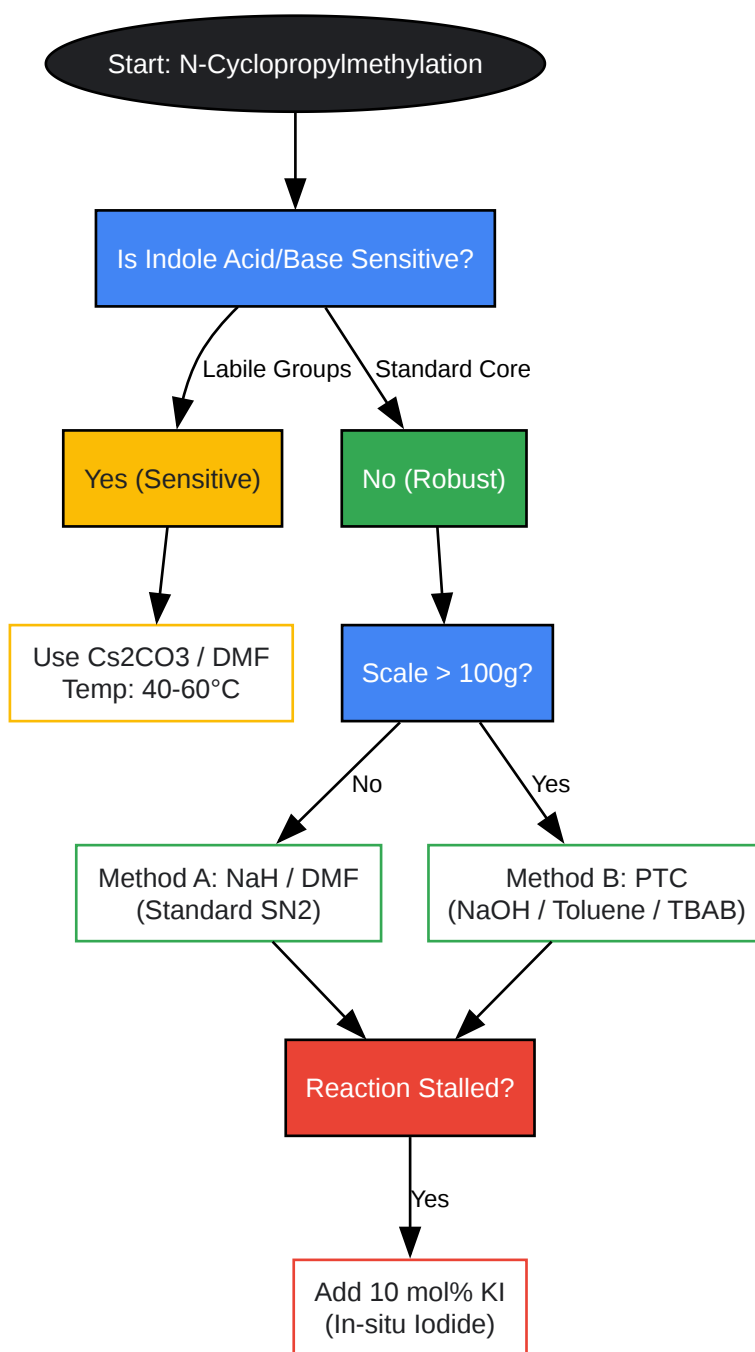 Start: N-Cyclopropylmethylation
Is Indole Acid/Base Sensitive?
Labile Groups
Standard Core
Yes (Sensitive)
No (Robust)
Use Cs2CO3 / DMF
Temp: 40-60°C
Scale > 100g?
No
Yes
Method A: NaH / DMF
(Standard SN2)
Method B: PTC
(NaOH / Toluene / TBAB)
Reaction Stalled?
Yes
Add 10 mol% KI
(In-situ Iodide)